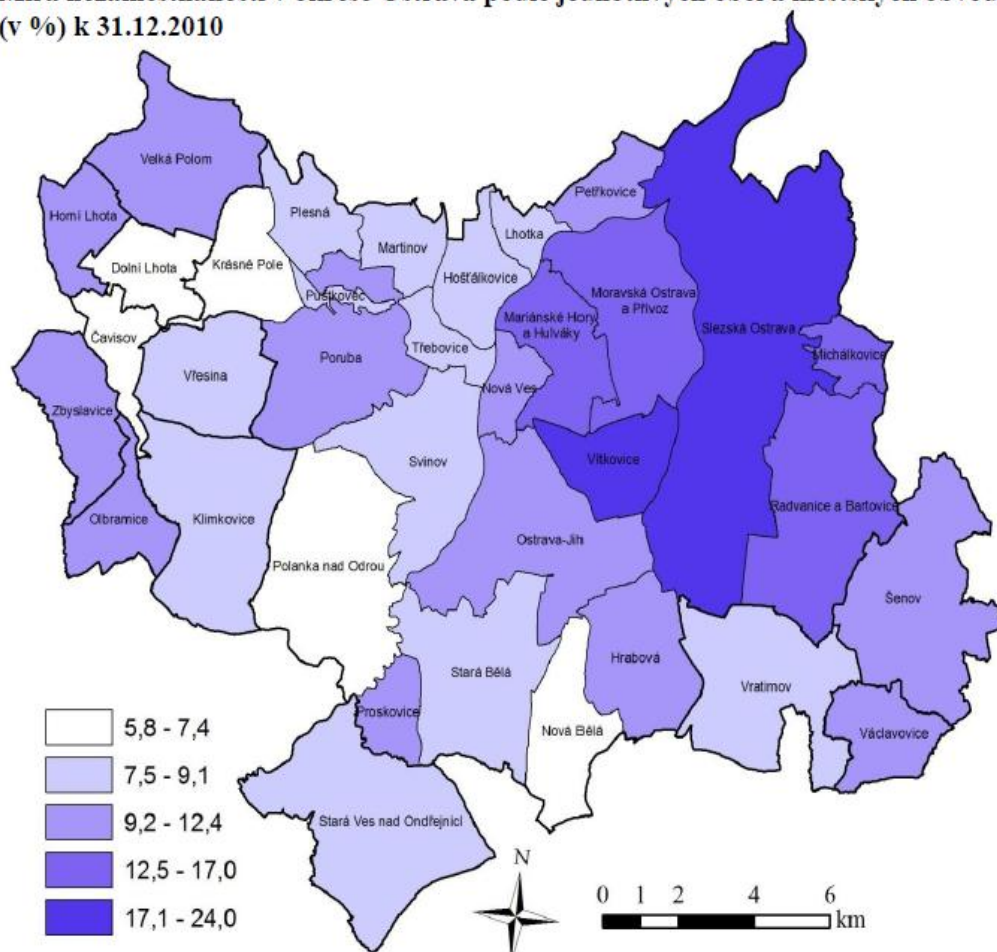 (v %) k 31.12.2010
Velká Polom
Petřkovice
Horní Lhota
Plesná
Lhotka
Martinov
Dolní Lhota
Krásné Pole
Hošťálkovice
Moravská Ostrava
a Přívoz
Pustkovec
Mariánské Hory
a Hulváky
Slezská Ostrava
Čavisov
Třebovice
Michálkovice
Poruba
Vřesina
Nová Ves
Zbyslavice
Svinov
Vítkovice
Radvanice a Bartovice
Olbramice
Klimkovice
Ostrava-Jih
Polanka nad Odrou
Šenov
Hrabová
Stará Bělá
Vratimov
Proskovice
Nová Bělá
Václavovice
Stará Ves nad Ondřejnicí
5,8 - 7,4
7,5 - 9,1
9,2 - 12,4
12,5 - 17,0
17,1 - 24,0
N
0 1 2 4 6
km